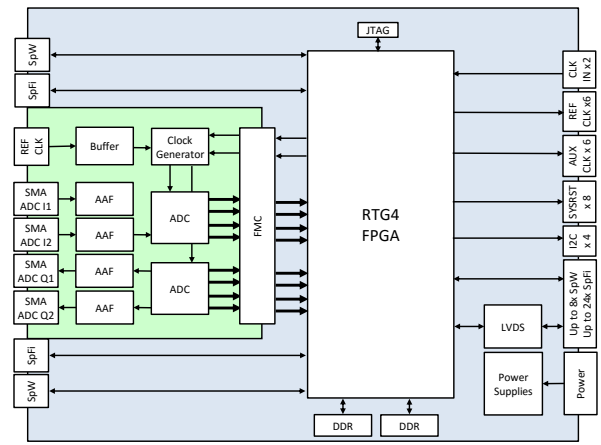 JTAG
SpW
SpFi
REF
CLK
Buffer
Clock
Generator
SMA
ADC I1
AAF
SMA
ADC I2
AAF
ADC
SMA
ADC Q1
AAF
SMA
ADC Q2
AAF
ADC
FMC
SpFi
SpW
RTG4
FPGA
DDR
DDR
CLK
IN x2
REF
CLK x6
AUX
CLK x 6
SYSRST
x 8
I2C
x 4
Up to 8x SpW
Up to 24x SpFi
LVDS
Power
Supplies
Power